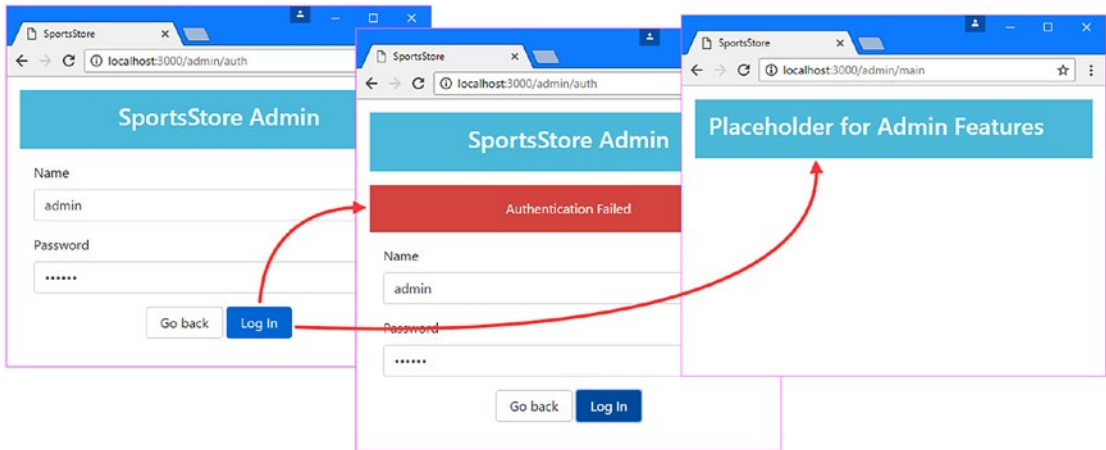 SportsStore
localhost:3000/admin/auth
SportsStore Admin
Name
admin
Password
••••••
Go back
Log In
SportsStore
localhost:3000/admin/auth
SportsStore Admin
Authentication Failed
Name
admin
Password
••••••
Go back
Log In
SportsStore
localhost:3000/admin/main
Placeholder for Admin Features